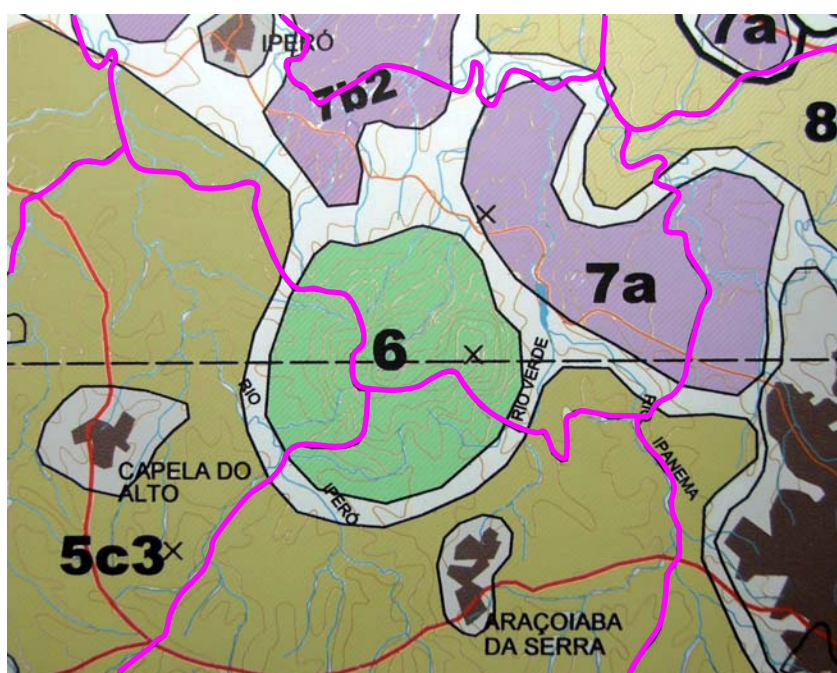 7a
IPERÓ
7b2
8
7a
6
RIO VERDE
RIO
RIO
IPANEMA
CAPELA DO
ALTO
IPERÓ
5c3
ARAÇOIABA
DA SERRA